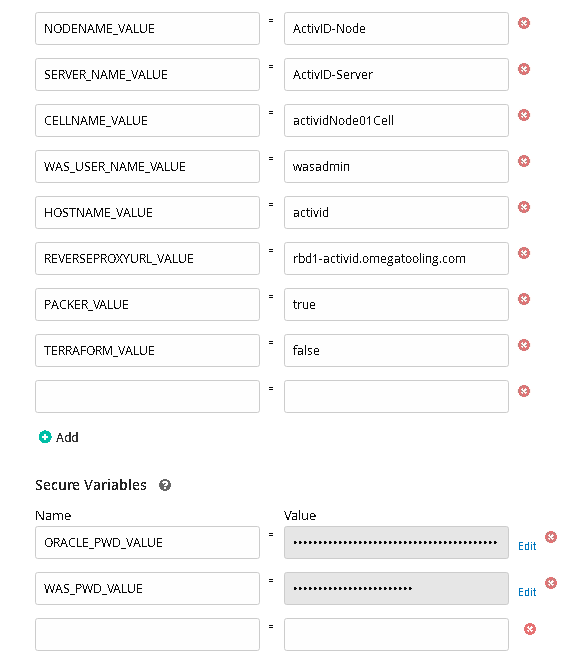 NODENAME_VALUE = ActivID-Node
SERVER_NAME_VALUE = ActivID-Server
CELLNAME_VALUE = actividNode01Cell
WAS_USER_NAME_VALUE = wasadmin
HOSTNAME_VALUE = activid
REVERSEPROXYURL_VALUE = rbd1-activid.omegatooling.com
PACKER_VALUE = true
TERRAFORM_VALUE = false
=
Add
Secure Variables ?
Name Value
ORACLE_PWD_VALUE = ••••••••••••••••••••••••••••••••••••••••• Edit
WAS_PWD_VALUE = •••••••••••••••••••••••• Edit
=